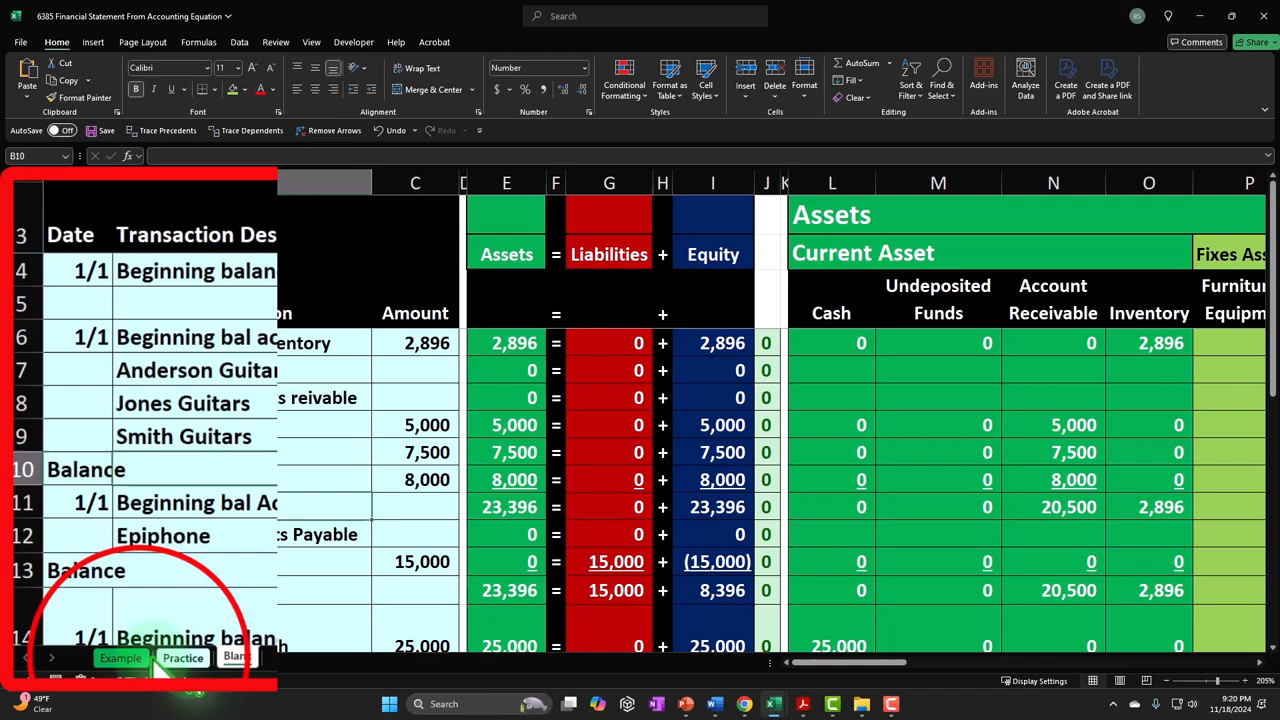 6385 Financial Statement From Accounting Equation
Search
BS
File Home Insert Page Layout Formulas Data Review View Developer Help Acrobat
Comments Share
Paste
Cut
Copy
Format Painter
Clipboard
Calibri 11
B I U
Font
Wrap Text
Merge & Center
Alignment
Number
$ % ,
Number
Conditional Formatting
Format as Table
Cell Styles
Styles
Insert Delete Format
Cells
AutoSum
Fill
Clear
Sort & Filter
Find & Select
Editing
Add-ins
Add-ins
Analyze Data
Create a PDF
Create a PDF and Share link
Adobe Acrobat
AutoSave Off Save Trace Precedents Trace Dependents Remove Arrows Undo Redo
B10 fx
C D E F G H I J K L M N O P
Assets
Assets = Liabilities + Equity Current Asset Fixes Ass
3 Date Transaction Des
Amount = + Cash Undeposited Funds Account Receivable Inventory Furnitur Equipm
4 1/1 Beginning balan entory 2,896 2,896 = 0 + 2,896 0 0 0 0 2,896
5 0 = 0 + 0 0
6 1/1 Beginning bal ac s reivable 0 = 0 + 0 0
7 Anderson Guitar 5,000 5,000 = 0 + 5,000 0 0 0 5,000 0
8 Jones Guitars 7,500 7,500 = 0 + 7,500 0 0 0 7,500 0
9 Smith Guitars 8,000 8,000 = 0 + 8,000 0 0 0 8,000 0
10 Balance 23,396 = 0 + 23,396 0 0 0 20,500 2,896
11 1/1 Beginning bal Ac ts Payable 0 = 0 + 0 0
12 Epiphone 15,000 0 = 15,000 + (15,000) 0 0 0 0 0
13 Balance 23,396 = 15,000 + 8,396 0 0 0 20,500 2,896
14 1/1 Beginning balan h 25,000 25,000 = 0 + 25,000 0 25,000 0 0 0
Example Practice Blan
Display Settings 205%
49°F
Clear
Search
9:20 PM
11/18/2024